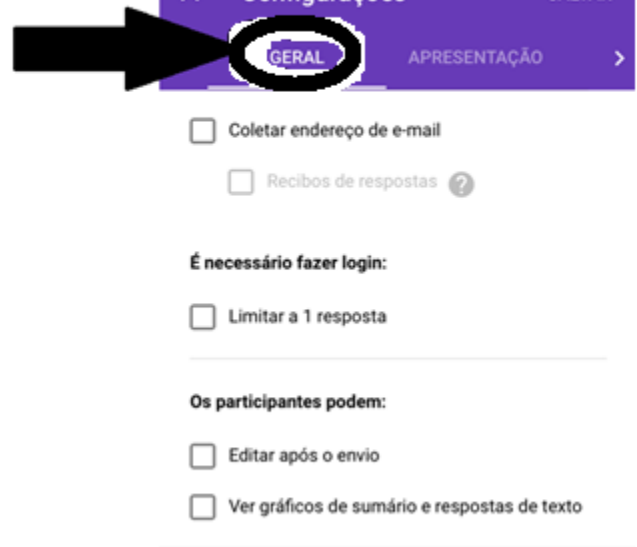 Configurações
GERAL APRESENTAÇÃO
Coletar endereço de e-mail
Recibos de respostas ?
É necessário fazer login:
Limitar a 1 resposta
Os participantes podem:
Editar após o envio
Ver gráficos de sumário e respostas de texto